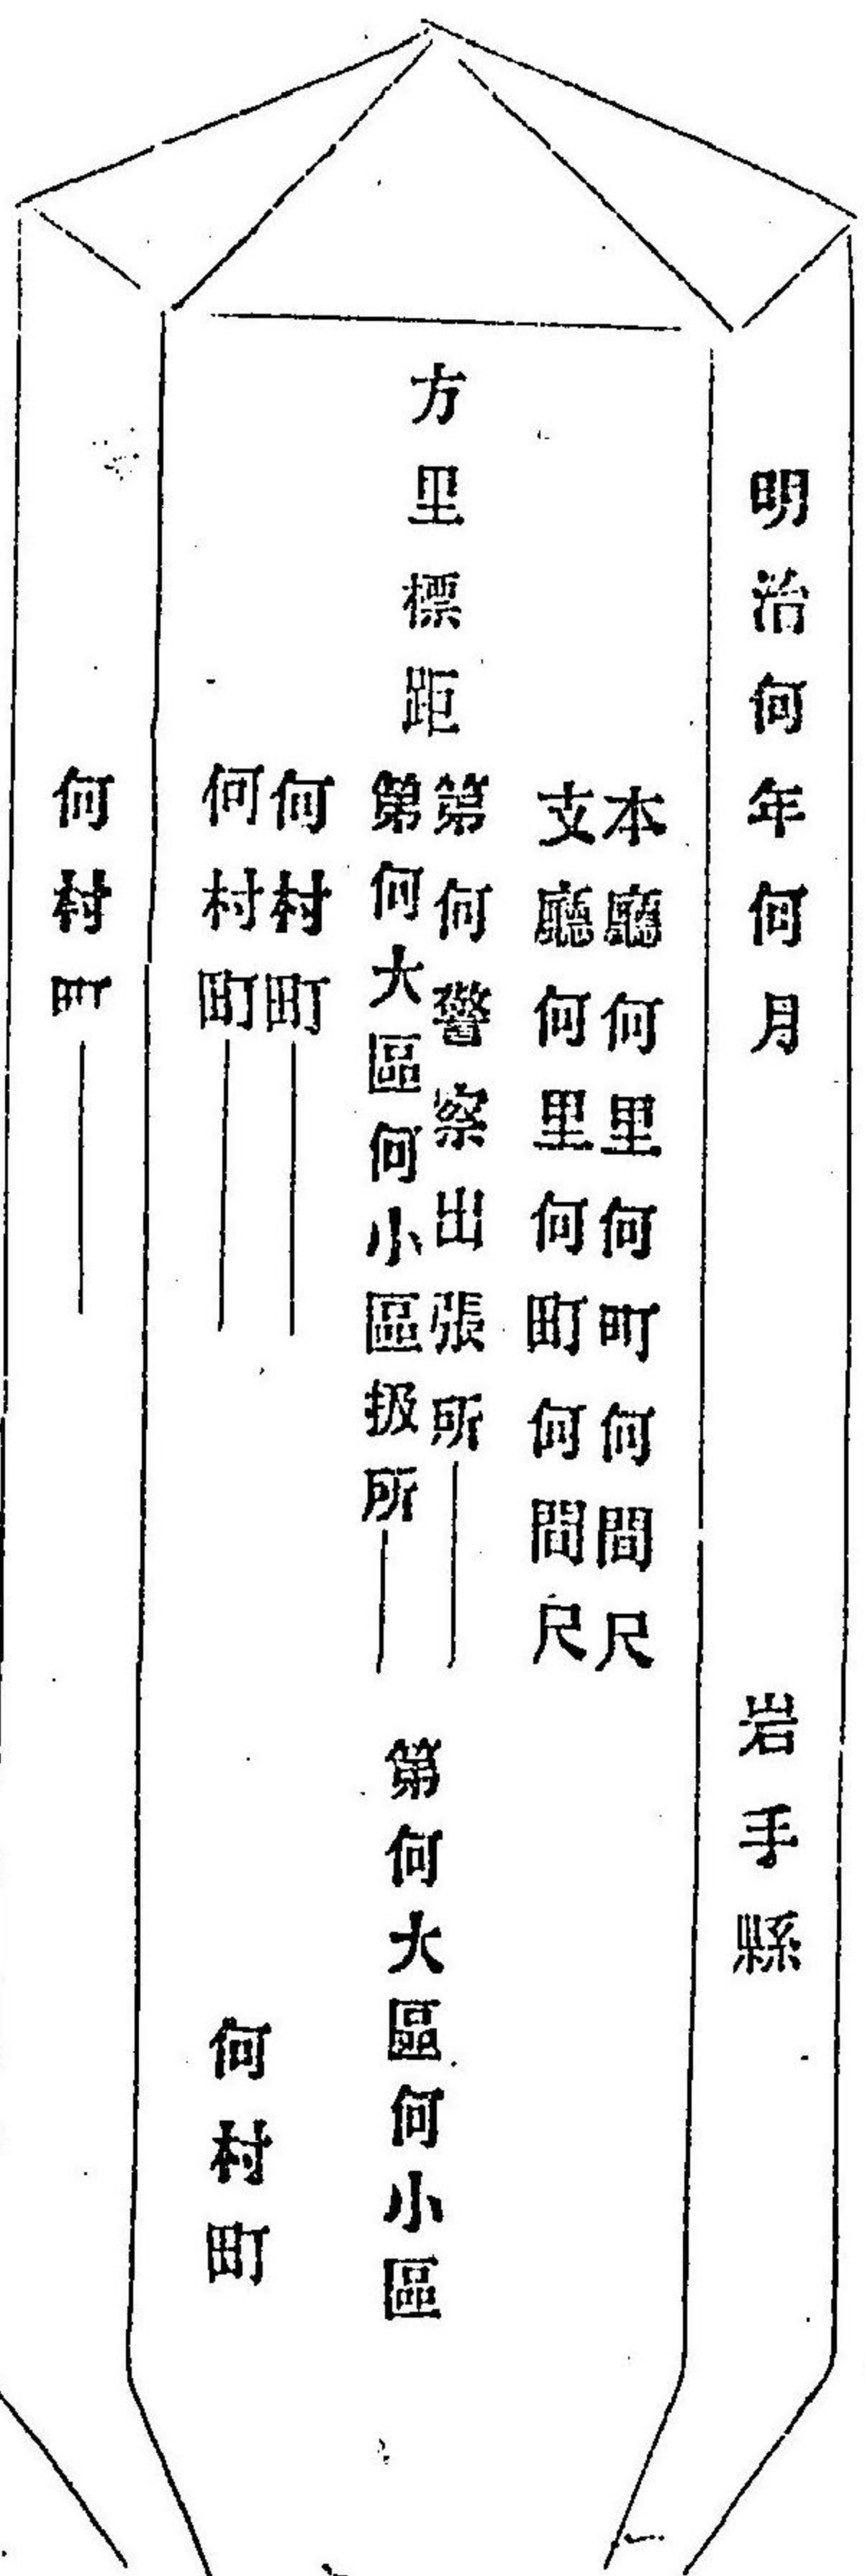 明治何年何月
岩手縣
方里標距
本廳何里何町何間尺
支廳何里何町何間尺
第何警察出張所
第何大區何小區扱所
何村町
何村町
第何大區何小區
何村町
何村町